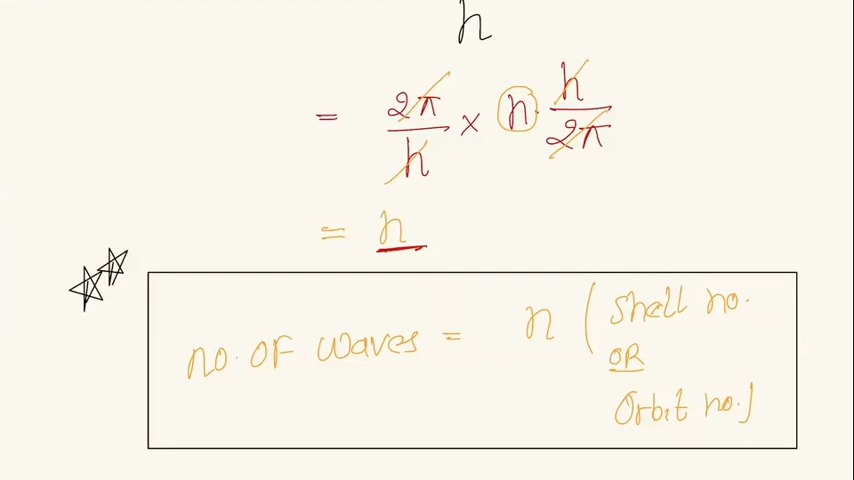 h
= 2π/h × n · h/2π
= n
no. of waves = n (shell no.
OR
Orbit no.)